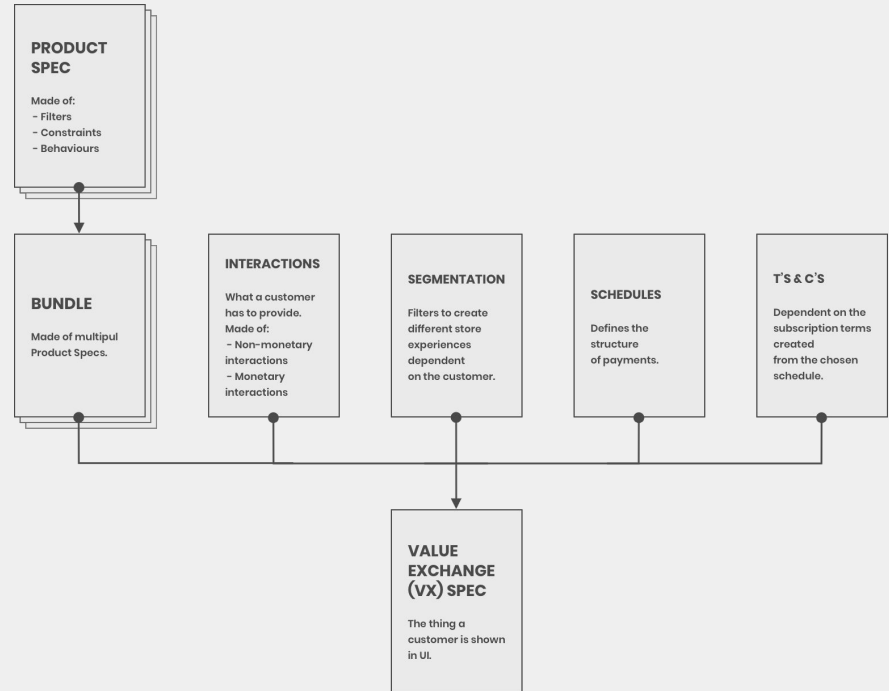 PRODUCT
SPEC
Made of:
- Filters
- Constraints
- Behaviours
BUNDLE
Made of multipul
Product Specs.
INTERACTIONS
What a customer
has to provide.
Made of:
- Non-monetary
interactions
- Monetary
interactions
SEGMENTATION
Filters to create
different store
experiences
dependent
on the customer.
SCHEDULES
Defines the
structure
of payments.
T'S & C'S
Dependent on the
subscription terms
created
from the chosen
schedule.
VALUE
EXCHANGE
(VX) SPEC
The thing a
customer is shown
in UI.